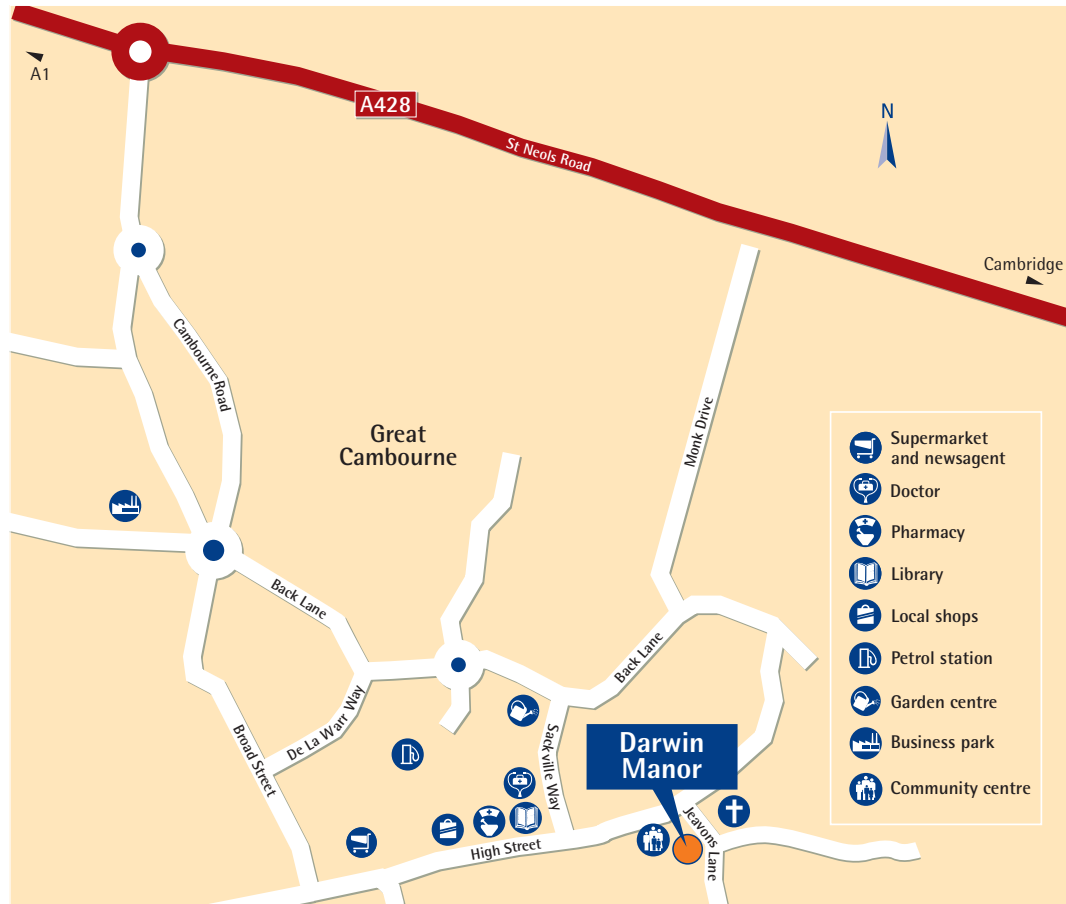 A1
A428
St Neols Road
N
Cambridge
Cambourne Road
Great
Cambourne
Monk Drive
Back Lane
Back Lane
De La Warr Way
Broad Street
Sackville Way
Darwin
Manor
Jeavons Lane
High Street
Supermarket
and newsagent
Doctor
Pharmacy
Library
Local shops
Petrol station
Garden centre
Business park
Community centre